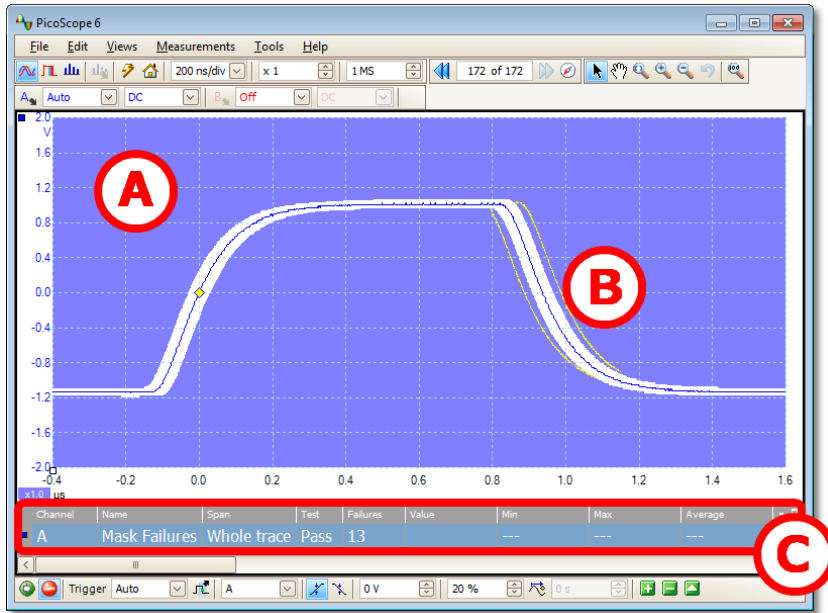 PicoScope 6
File Edit Views Measurements Tools Help
200 ns/div x 1 1 MS 172 of 172
A Auto DC B Off DC
2.0
V
1.6
1.2
0.8
0.4
0.0
-0.4
-0.8
-1.2
-1.6
-2.0
A
B
-0.4 -0.2 0.0 0.2 0.4 0.6 0.8 1.0 1.2 1.4 1.6
x1.0 µs
Channel Name Span Test Failures Value Min Max Average
A Mask Failures Whole trace Pass 13 --- --- ---
C
Trigger Auto A 0 V 20 % 0 s